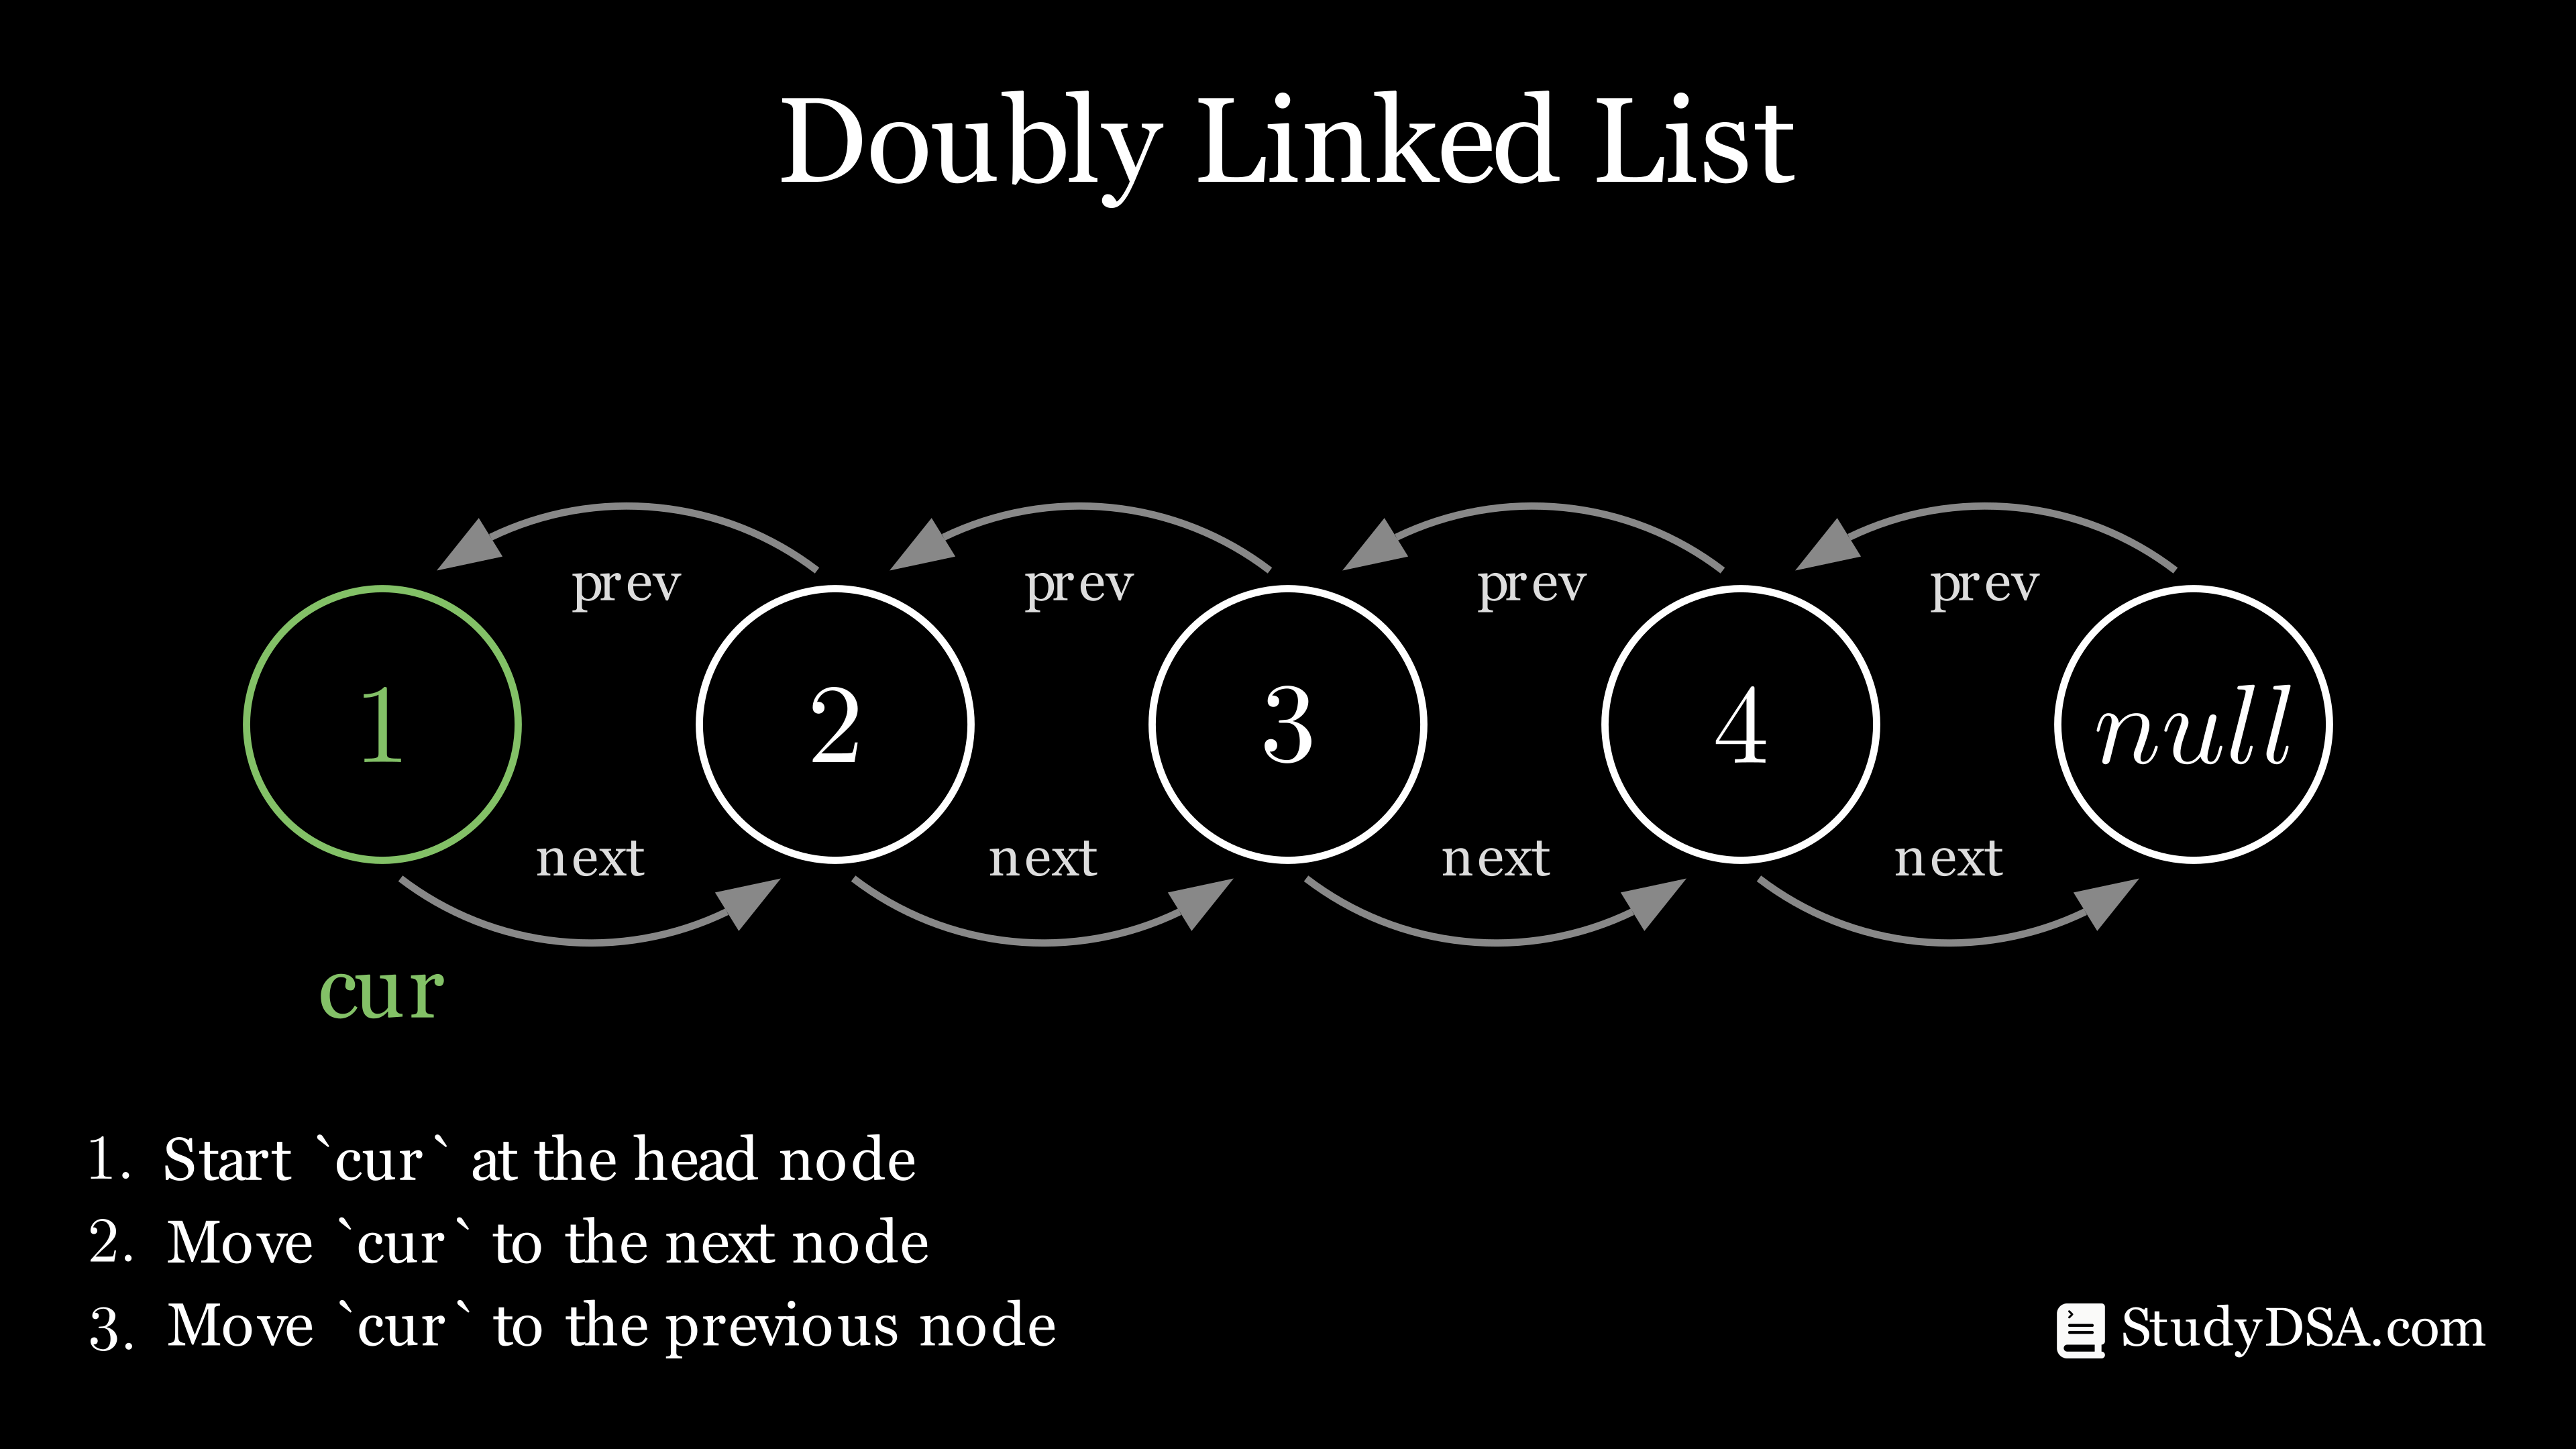 Doubly Linked List
prev prev prev prev
1 2 3 4 null
next next next next
cur
1. Start `cur` at the head node
2. Move `cur` to the next node
3. Move `cur` to the previous node
StudyDSA.com